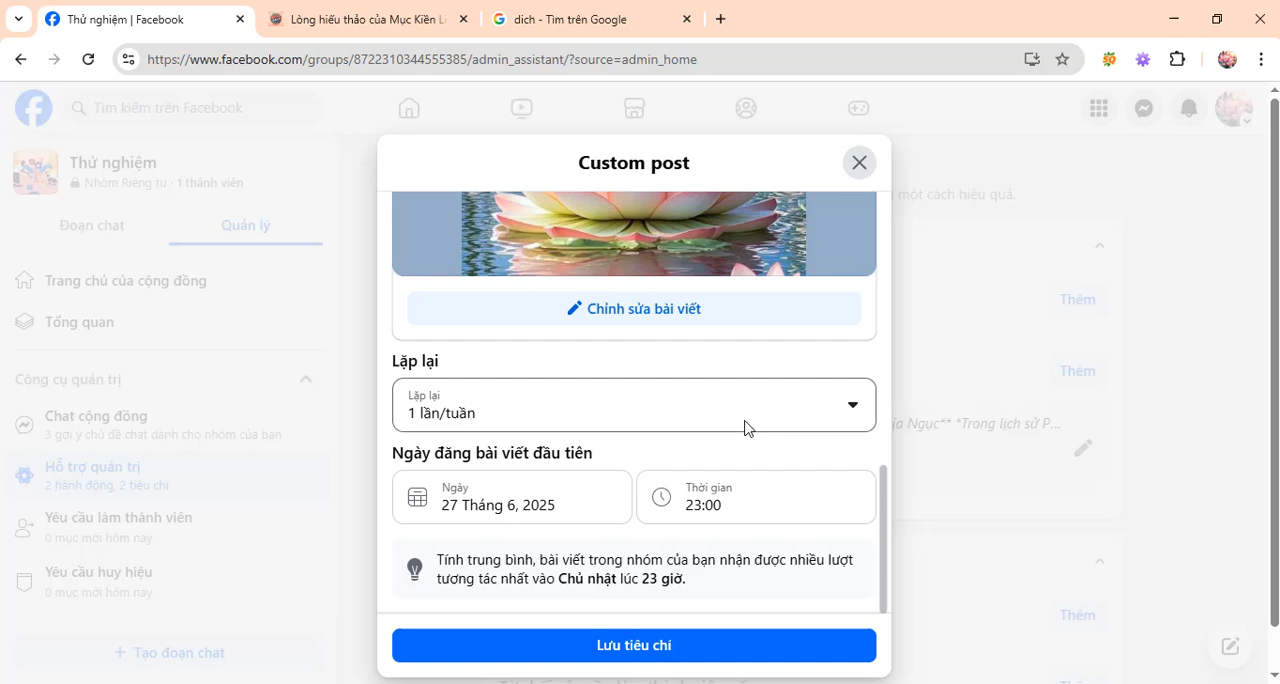 Thử nghiệm | Facebook
Lòng hiếu thảo của Mục Kiền Li
dich - Tìm trên Google
https://www.facebook.com/groups/8722310344555385/admin_assistant/?source=admin_home
Tìm kiếm trên Facebook
Thử nghiệm
Nhóm Riêng tư · 1 thành viên
Đoạn chat
Quản lý
Trang chủ của cộng đồng
Tổng quan
Công cụ quản trị
Chat cộng đồng
3 gợi ý chủ đề chat dành cho nhóm của bạn
Hỗ trợ quản trị
2 hành động, 2 tiêu chí
Yêu cầu làm thành viên
0 mục mới hôm nay
Yêu cầu huy hiệu
0 mục mới hôm nay
+ Tạo đoạn chat
Custom post
Chỉnh sửa bài viết
Lặp lại
Lặp lại
1 lần/tuần
Ngày đăng bài viết đầu tiên
Ngày
27 Tháng 6, 2025
Thời gian
23:00
Tính trung bình, bài viết trong nhóm của bạn nhận được nhiều lượt
tương tác nhất vào Chủ nhật lúc 23 giờ.
Lưu tiêu chí
một cách hiệu quả.
Thêm
Thêm
ịa Ngục** *Trong lịch sử P...
Thêm